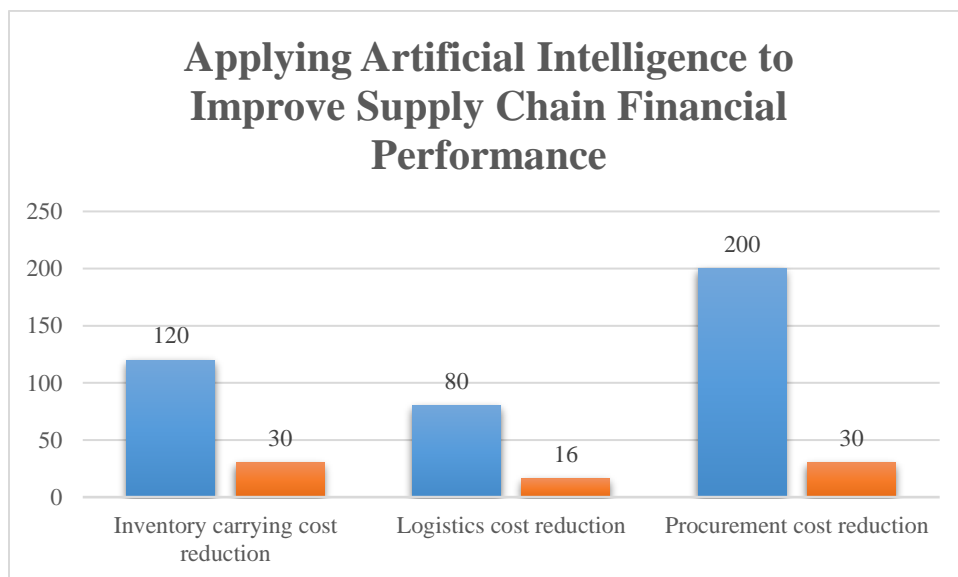 Applying Artificial Intelligence to
Improve Supply Chain Financial
Performance
250
200
150
100
50
0
120
30
80
16
200
30
Inventory carrying cost
reduction
Logistics cost reduction
Procurement cost reduction